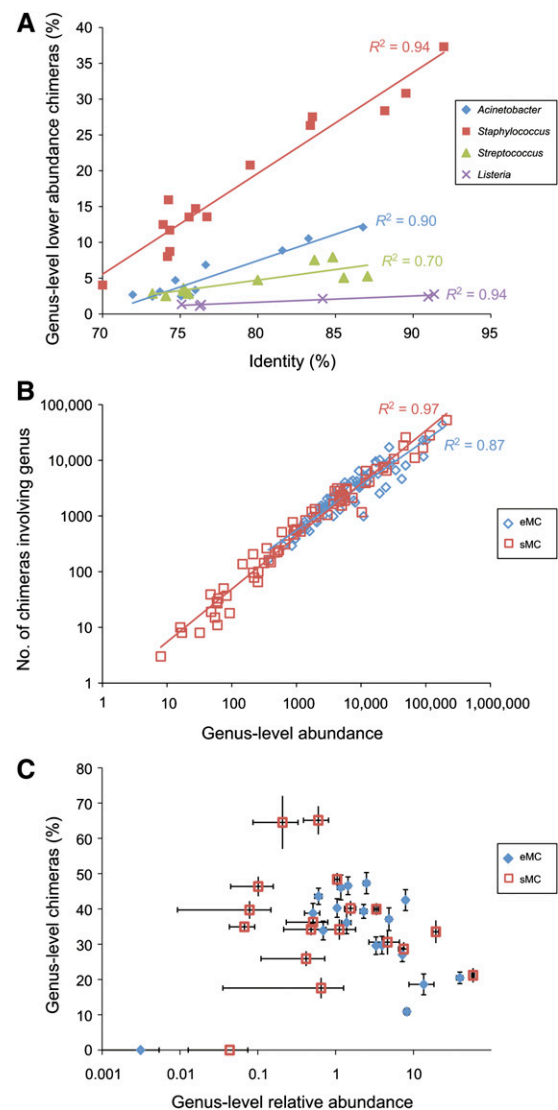 A
Genus-level lower abundance chimeras (%)
40
35
30
25
20
15
10
5
0
70
75
80
85
90
95
Identity (%)
R² = 0.94
R² = 0.90
R² = 0.70
R² = 0.94
Acinetobacter
Staphylococcus
Streptococcus
Listeria
B
No. of chimeras involving genus
100,000
10,000
1000
100
10
1
1
10
100
1000
10,000
100,000
1,000,000
Genus-level abundance
R² = 0.97
R² = 0.87
eMC
sMC
C
Genus-level chimeras (%)
80
70
60
50
40
30
20
10
0
0.001
0.01
0.1
1
10
Genus-level relative abundance
eMC
sMC